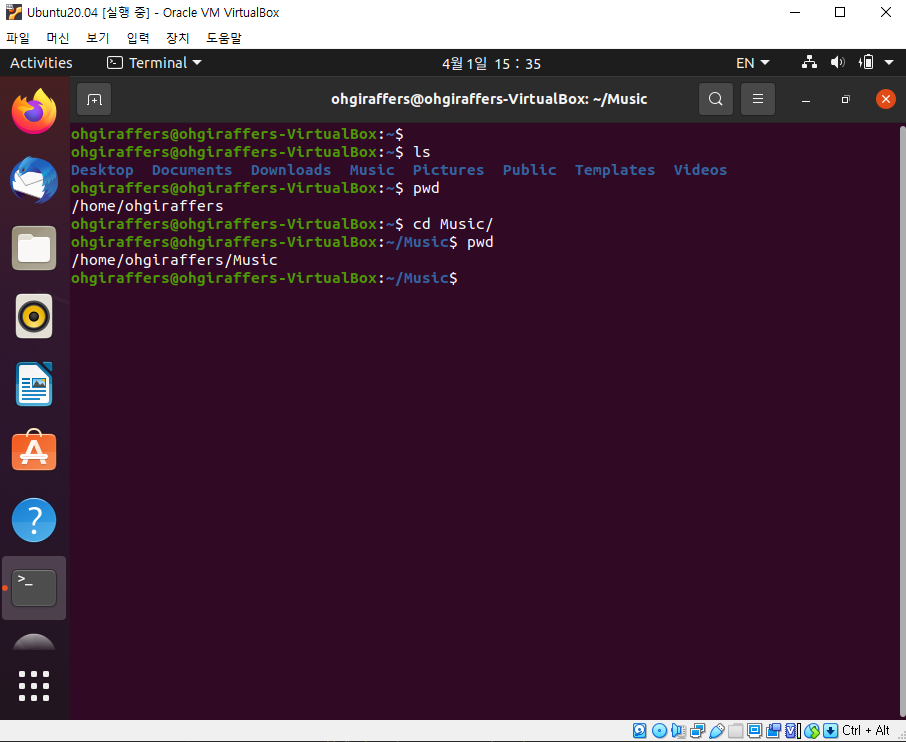 Ubuntu20.04 [실행 중] - Oracle VM VirtualBox
파일 머신 보기 입력 장치 도움말
Activities Terminal 4월 1일 15 : 35 EN
ohgiraffers@ohgiraffers-VirtualBox: ~/Music
ohgiraffers@ohgiraffers-VirtualBox:~$
ohgiraffers@ohgiraffers-VirtualBox:~$ ls
Desktop Documents Downloads Music Pictures Public Templates Videos
ohgiraffers@ohgiraffers-VirtualBox:~$ pwd
/home/ohgiraffers
ohgiraffers@ohgiraffers-VirtualBox:~$ cd Music/
ohgiraffers@ohgiraffers-VirtualBox:~/Music$ pwd
/home/ohgiraffers/Music
ohgiraffers@ohgiraffers-VirtualBox:~/Music$
Ctrl + Alt